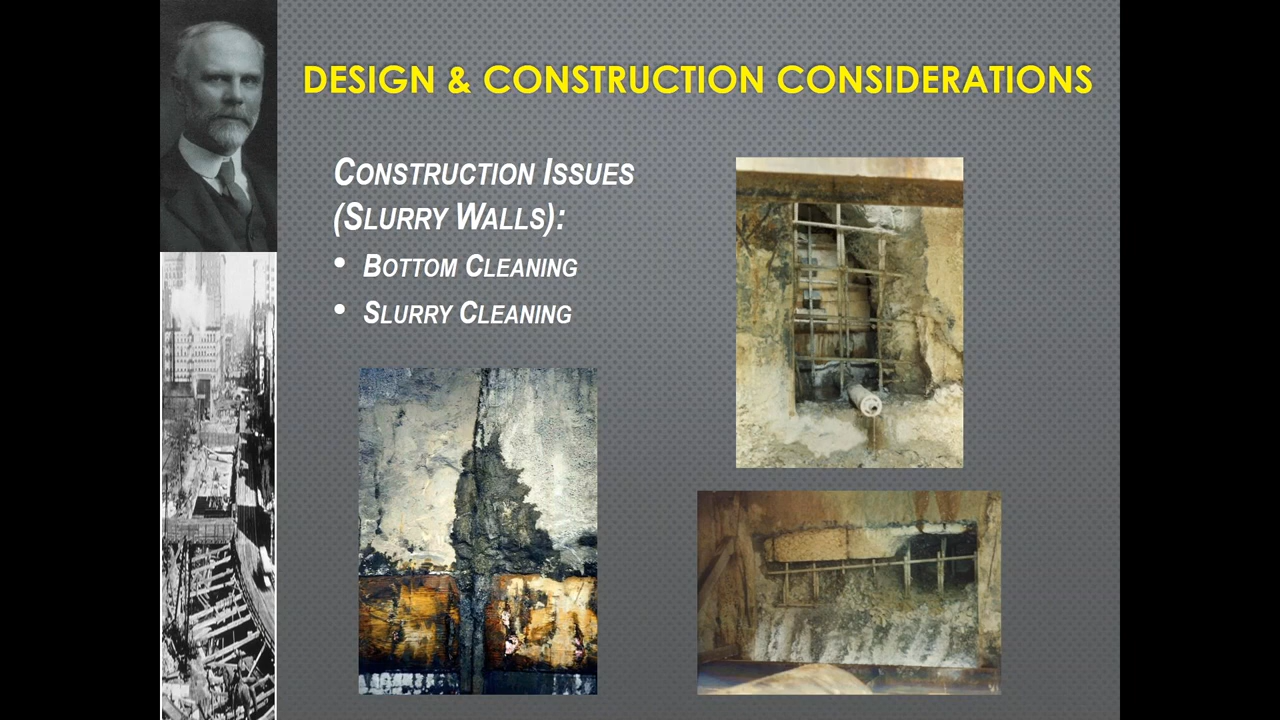 DESIGN & CONSTRUCTION CONSIDERATIONS
CONSTRUCTION ISSUES
(SLURRY WALLS):
• BOTTOM CLEANING
• SLURRY CLEANING